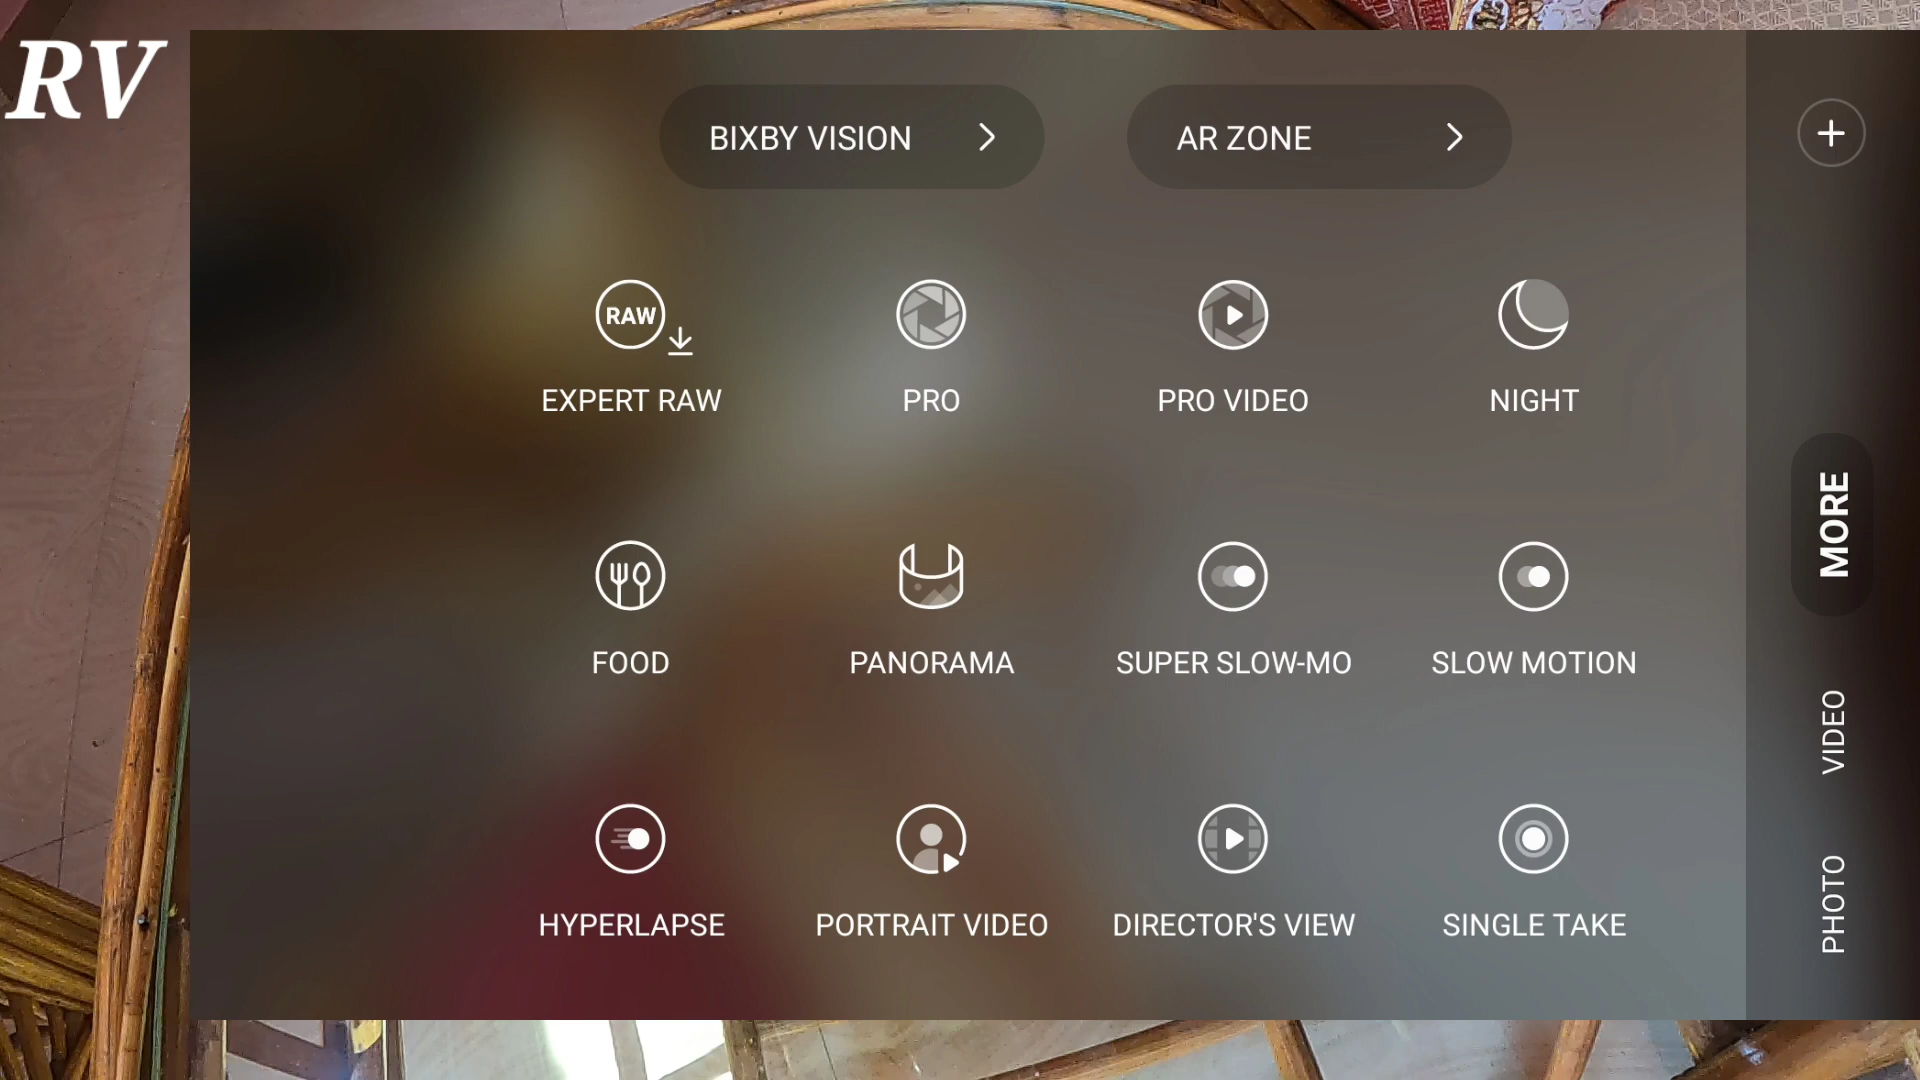 RV
BIXBY VISION
AR ZONE
EXPERT RAW
RAW
PRO
PRO VIDEO
NIGHT
FOOD
PANORAMA
SUPER SLOW-MO
SLOW MOTION
HYPERLAPSE
PORTRAIT VIDEO
DIRECTOR'S VIEW
SINGLE TAKE
MORE
VIDEO
PHOTO